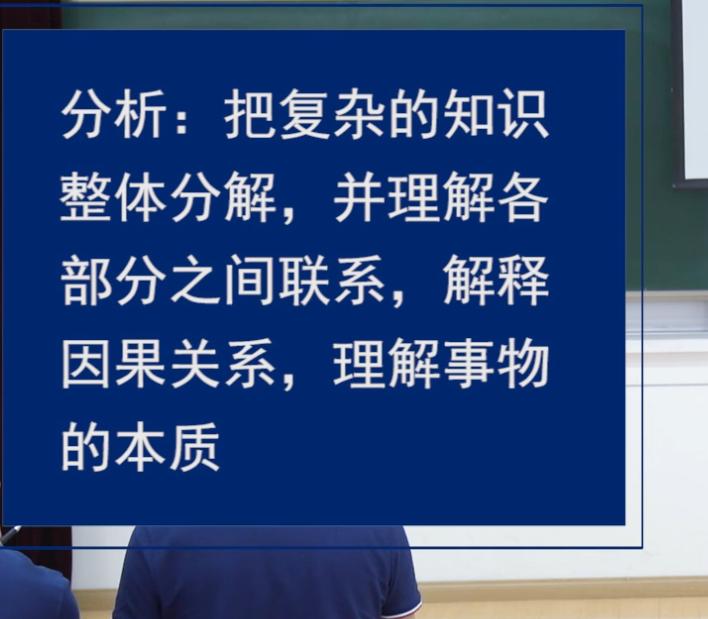 分析：把复杂的知识
整体分解，并理解各
部分之间联系，解释
因果关系，理解事物
的本质